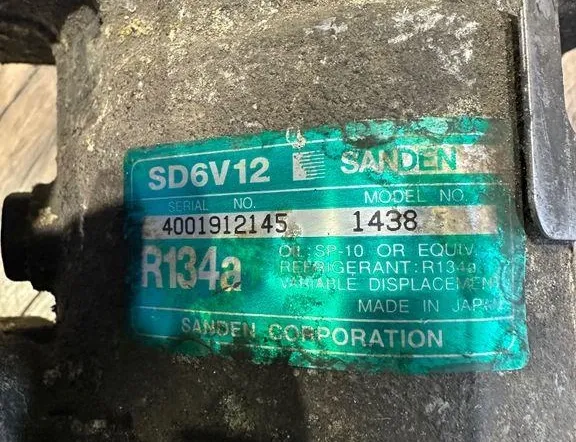 SD6V12 SANDEN
SERIAL NO. MODEL NO.
4001912145 1438
R134a
OIL:SP-10 OR EQUIV.
REFRIGERANT:R134a
VARIABLE DISPLACEMENT
MADE IN JAPAN
SANDEN CORPORATION